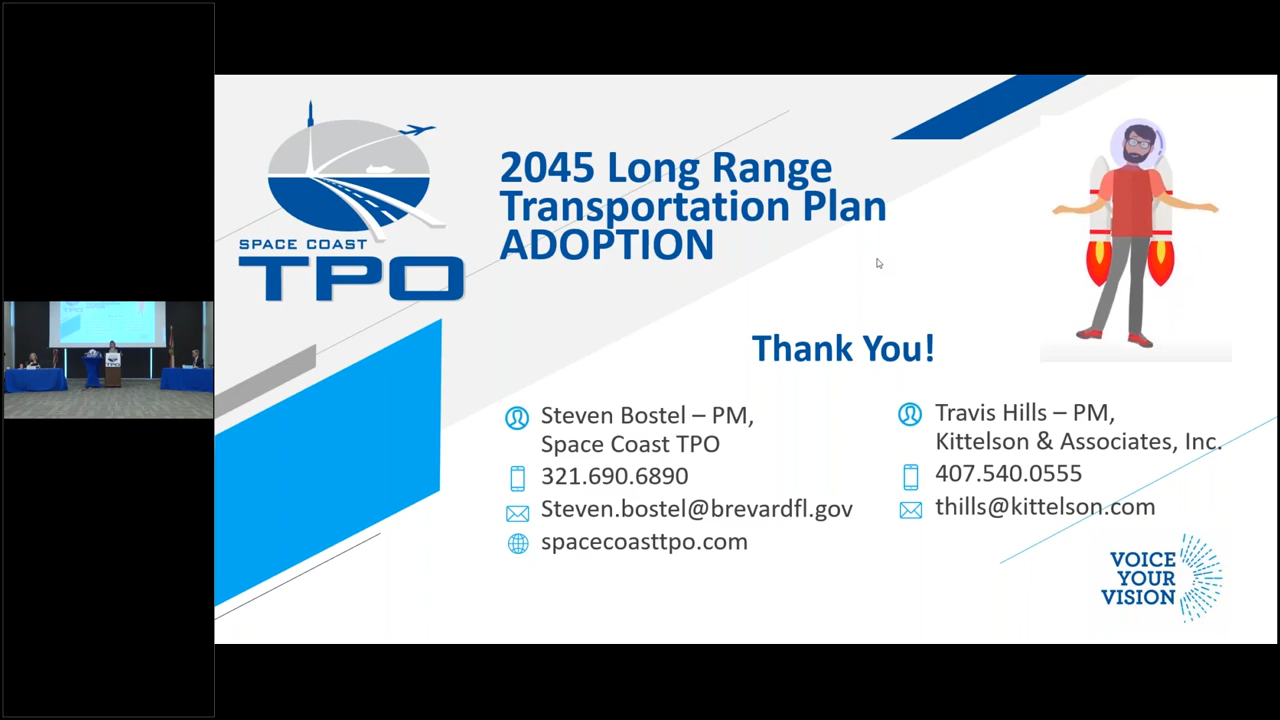 SPACE COAST
TPO
2045 Long Range
Transportation Plan
ADOPTION
Thank You!
Steven Bostel – PM,
Space Coast TPO
321.690.6890
Steven.bostel@brevardfl.gov
spacecoasttpo.com
Travis Hills – PM,
Kittelson & Associates, Inc.
407.540.0555
thills@kittelson.com
VOICE
YOUR
VISION
TPO
TPO